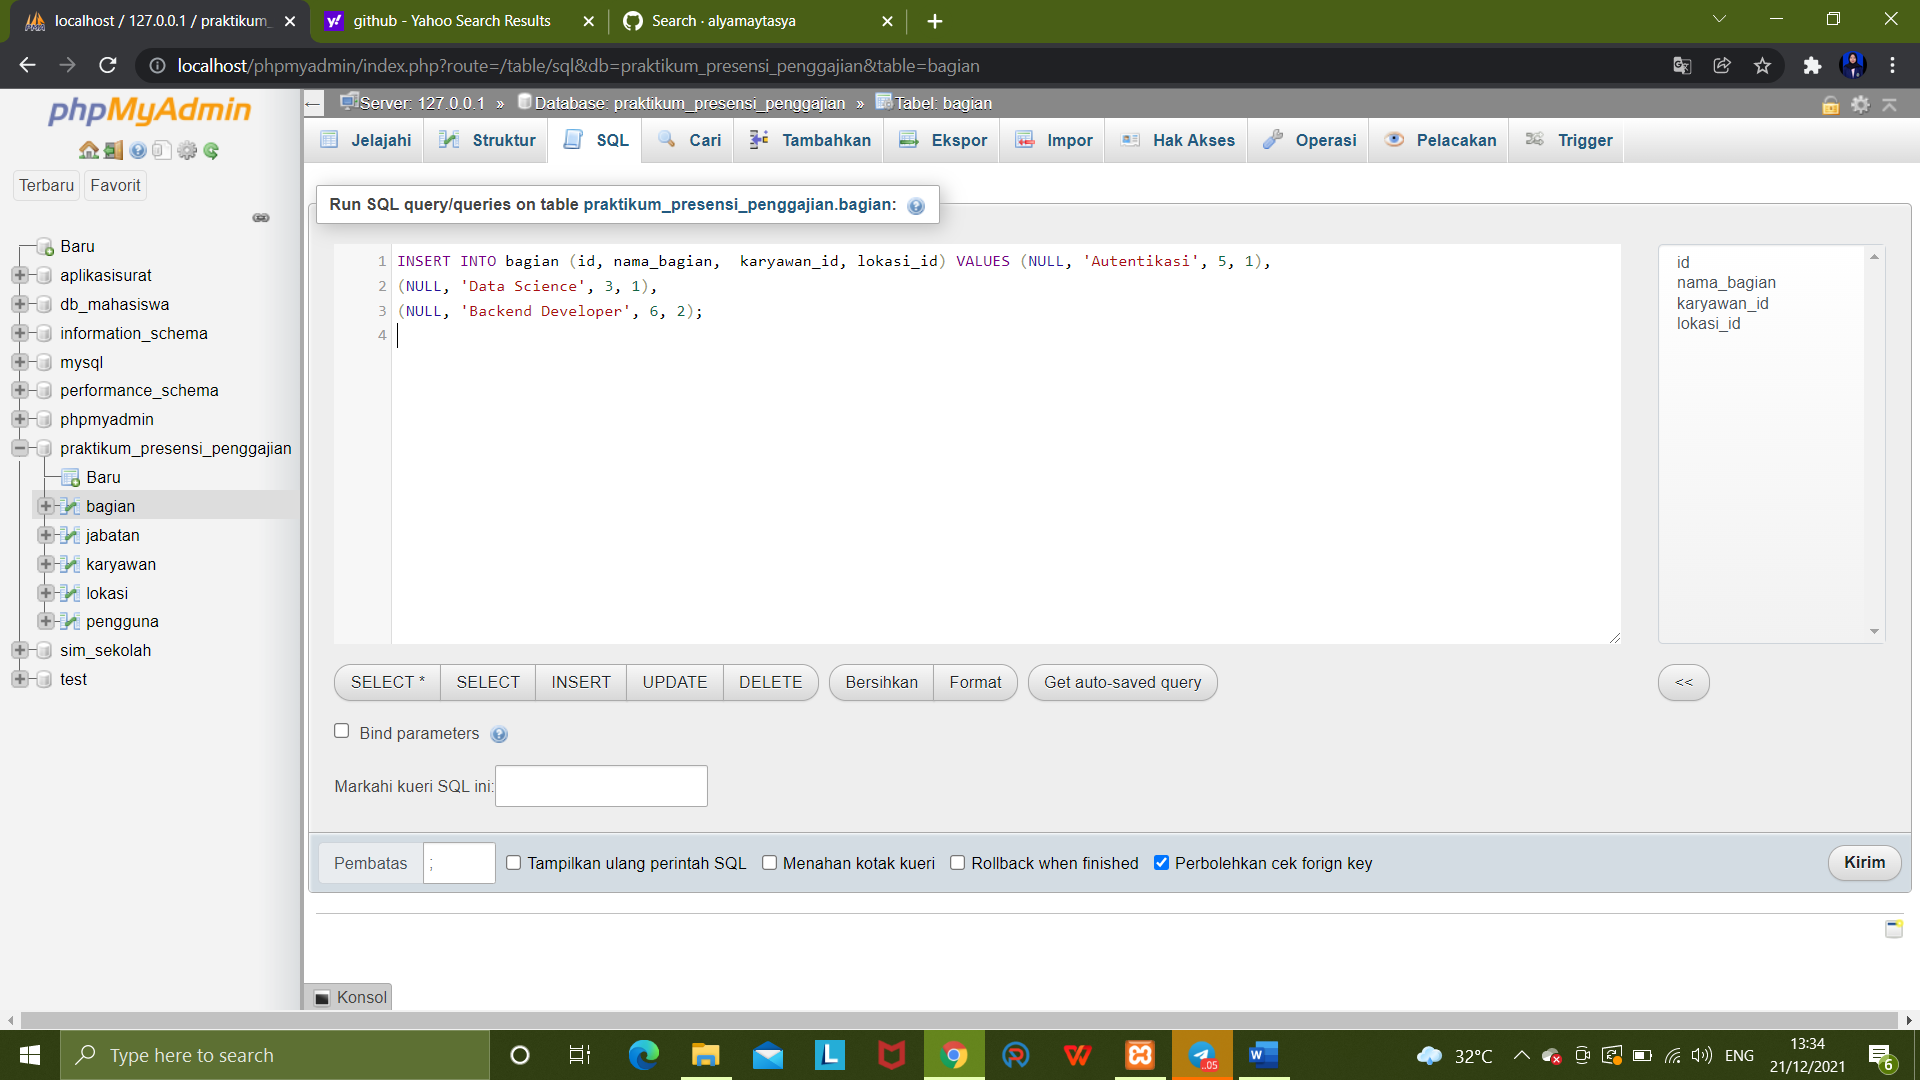 localhost / 127.0.0.1 / praktikum_
github - Yahoo Search Results
Search · alyamaytasya
localhost/phpmyadmin/index.php?route=/table/sql&db=praktikum_presensi_penggajian&table=bagian
phpMyAdmin
Terbaru
Favorit
Baru
aplikasisurat
db_mahasiswa
information_schema
mysql
performance_schema
phpmyadmin
praktikum_presensi_penggajian
Baru
bagian
jabatan
karyawan
lokasi
pengguna
sim_sekolah
test
Server: 127.0.0.1 » Database: praktikum_presensi_penggajian » Tabel: bagian
Jelajahi
Struktur
SQL
Cari
Tambahkan
Ekspor
Impor
Hak Akses
Operasi
Pelacakan
Trigger
Run SQL query/queries on table praktikum_presensi_penggajian.bagian:
1 INSERT INTO bagian (id, nama_bagian,  karyawan_id, lokasi_id) VALUES (NULL, 'Autentikasi', 5, 1),
2 (NULL, 'Data Science', 3, 1),
3 (NULL, 'Backend Developer', 6, 2);
4
id
nama_bagian
karyawan_id
lokasi_id
SELECT *
SELECT
INSERT
UPDATE
DELETE
Bersihkan
Format
Get auto-saved query
<<
Bind parameters
Markahi kueri SQL ini:
Pembatas
;
Tampilkan ulang perintah SQL
Menahan kotak kueri
Rollback when finished
Perbolehkan cek forign key
Kirim
Konsol
Type here to search
32°C
ENG
13:34
21/12/2021
6